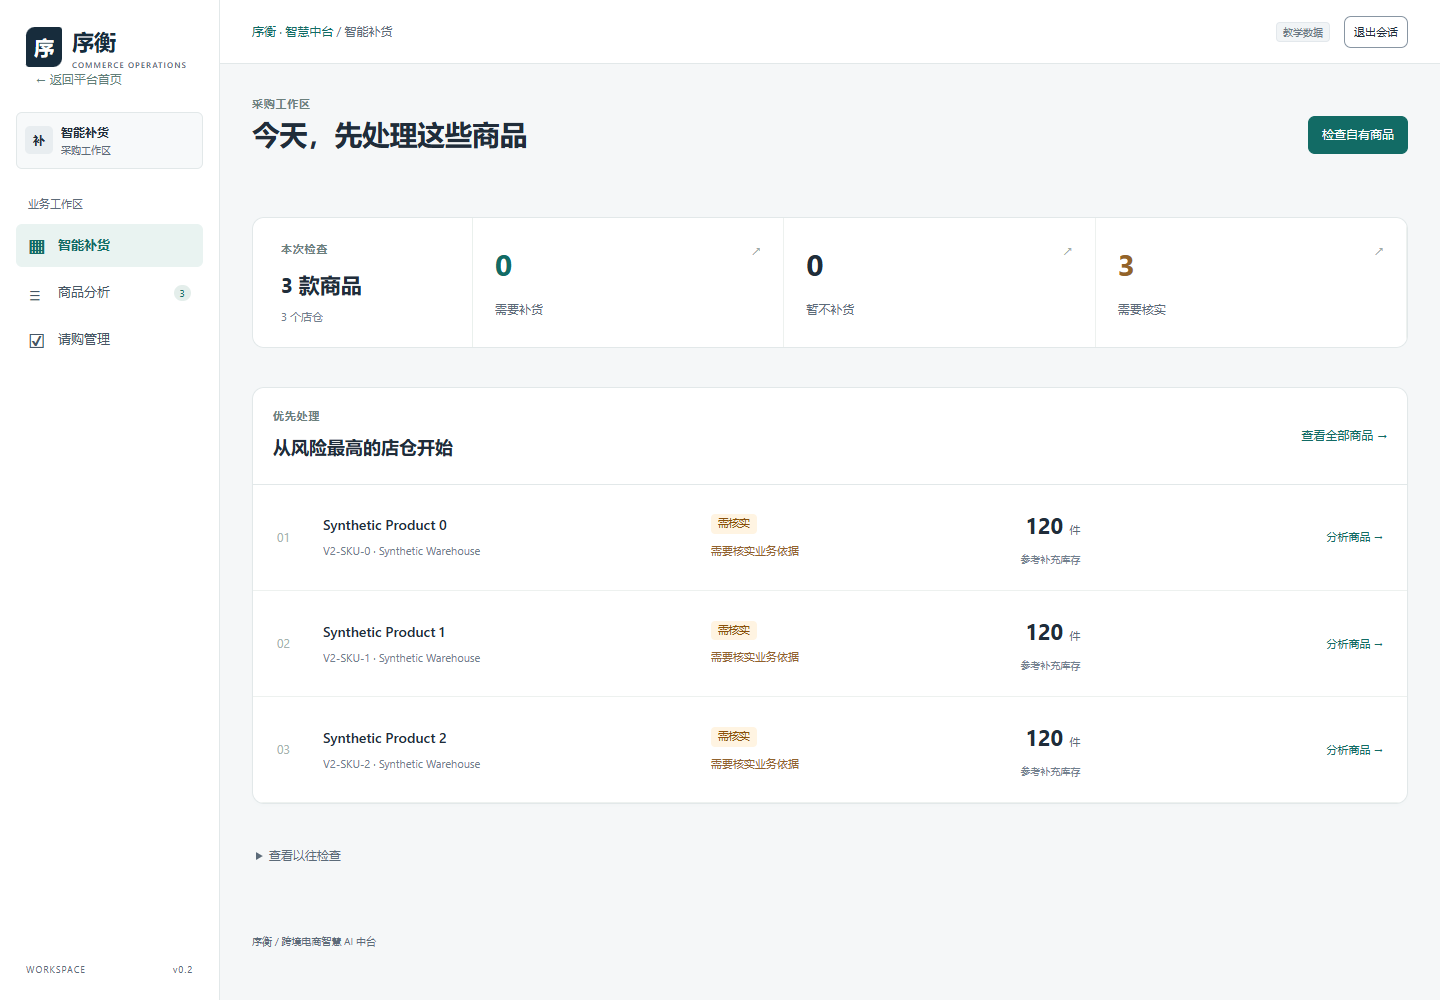 序
序衡
COMMERCE OPERATIONS
← 返回平台首页
补
智能补货
采购工作区
业务工作区
智能补货
商品分析
3
请购管理
WORKSPACE
v0.2
序衡 · 智慧中台 / 智能补货
教学数据
退出会话
采购工作区
今天，先处理这些商品
检查自有商品
本次检查
3 款商品
3 个店仓
0
↗
需要补货
0
↗
暂不补货
3
↗
需要核实
优先处理
从风险最高的店仓开始
查看全部商品 →
01
Synthetic Product 0
V2-SKU-0 · Synthetic Warehouse
需核实
需要核实业务依据
120 件
参考补充库存
分析商品 →
02
Synthetic Product 1
V2-SKU-1 · Synthetic Warehouse
需核实
需要核实业务依据
120 件
参考补充库存
分析商品 →
03
Synthetic Product 2
V2-SKU-2 · Synthetic Warehouse
需核实
需要核实业务依据
120 件
参考补充库存
分析商品 →
查看以往检查
序衡 / 跨境电商智慧 AI 中台